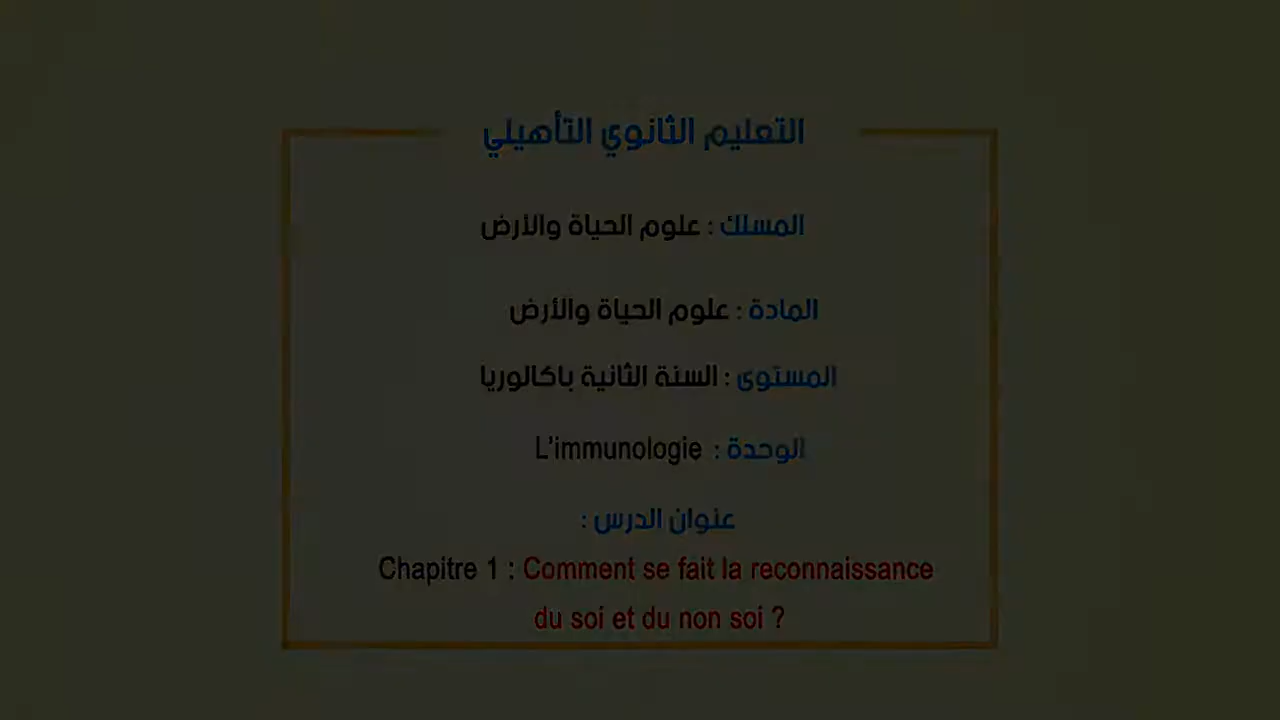 التعليم الثانوي التأهيلي
المسلك : علوم الحياة والأرض
المادة : علوم الحياة والأرض
المستوى : السنة الثانية باكالوريا
الوحدة : L'immunologie
عنوان الدرس :
Chapitre 1 : Comment se fait la reconnaissance
du soi et du non soi ?